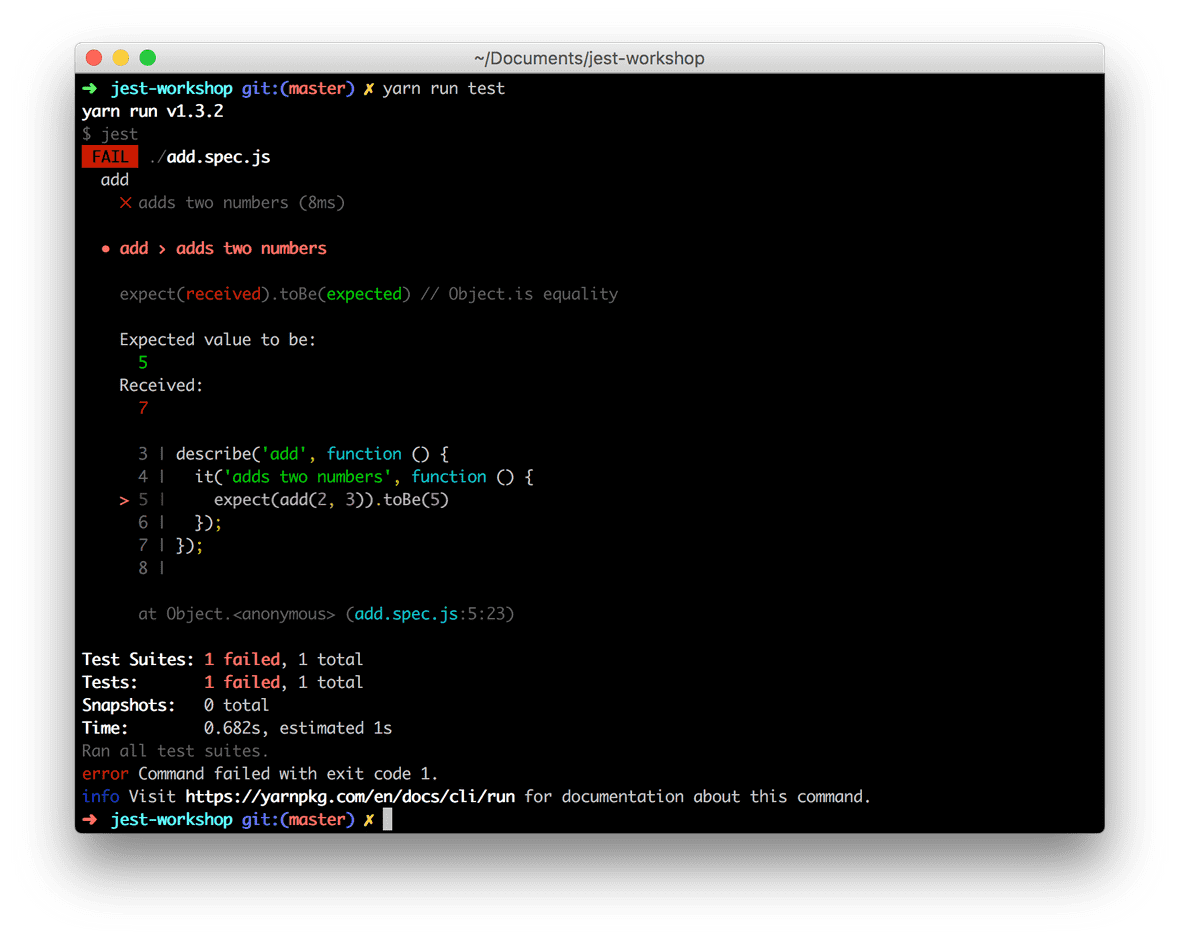 ~/Documents/jest-workshop
➜ jest-workshop git:(master) ✗ yarn run test
yarn run v1.3.2
$ jest
FAIL ./add.spec.js
add
✕ adds two numbers (8ms)
● add › adds two numbers
expect(received).toBe(expected) // Object.is equality
Expected value to be:
5
Received:
7
3 | describe('add', function () {
4 | it('adds two numbers', function () {
> 5 | expect(add(2, 3)).toBe(5)
6 | });
7 | });
8 |
at Object.<anonymous> (add.spec.js:5:23)
Test Suites: 1 failed, 1 total
Tests: 1 failed, 1 total
Snapshots: 0 total
Time: 0.682s, estimated 1s
Ran all test suites.
error Command failed with exit code 1.
info Visit https://yarnpkg.com/en/docs/cli/run for documentation about this command.
➜ jest-workshop git:(master) ✗